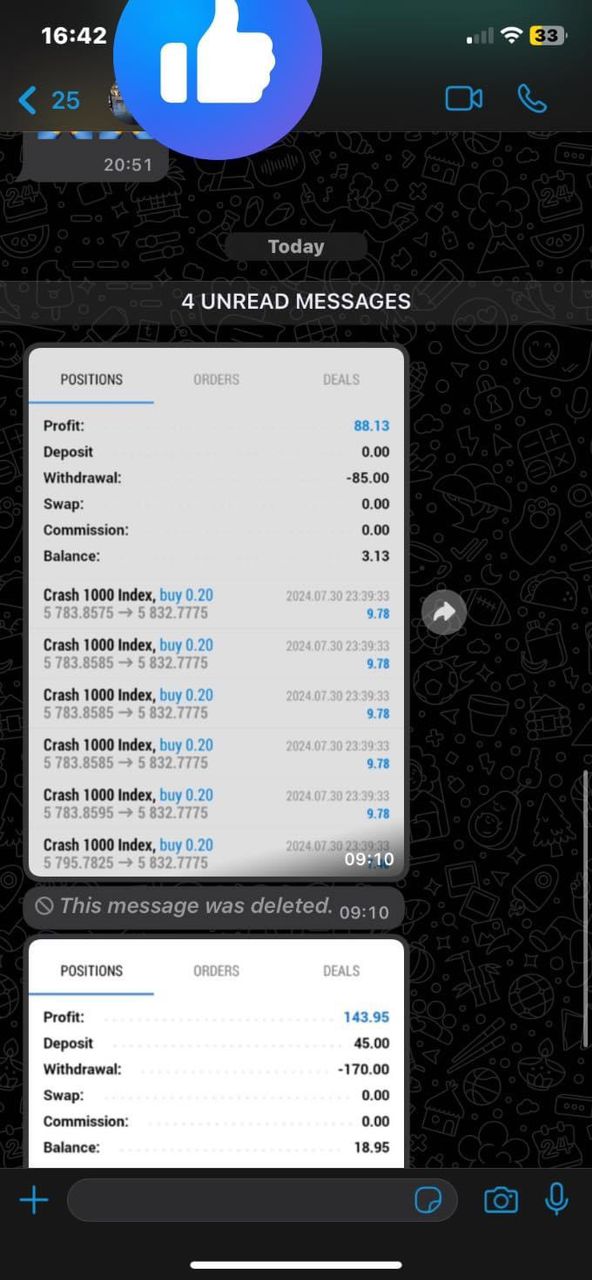 16:42
33
25
20:51
Today
4 UNREAD MESSAGES
POSITIONS ORDERS DEALS
Profit: 88.13
Deposit 0.00
Withdrawal: -85.00
Swap: 0.00
Commission: 0.00
Balance: 3.13
Crash 1000 Index, buy 0.20 2024.07.30 23:39:33
5 783.8575 → 5 832.7775 9.78
Crash 1000 Index, buy 0.20 2024.07.30 23:39:33
5 783.8585 → 5 832.7775 9.78
Crash 1000 Index, buy 0.20 2024.07.30 23:39:33
5 783.8585 → 5 832.7775 9.78
Crash 1000 Index, buy 0.20 2024.07.30 23:39:33
5 783.8585 → 5 832.7775 9.78
Crash 1000 Index, buy 0.20 2024.07.30 23:39:33
5 783.8595 → 5 832.7775 9.78
Crash 1000 Index, buy 0.20 2024.07.30 23:39:33
5 795.7825 → 5 832.7775
09:10
This message was deleted. 09:10
POSITIONS ORDERS DEALS
Profit: 143.95
Deposit 45.00
Withdrawal: -170.00
Swap: 0.00
Commission: 0.00
Balance: 18.95